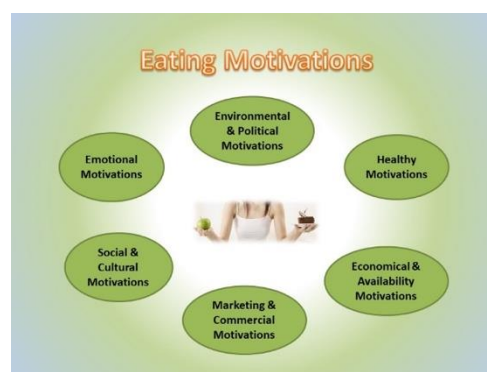 Eating Motivations
Environmental
& Political
Motivations
Emotional
Motivations
Healthy
Motivations
Social &
Cultural
Motivations
Economical &
Availability
Motivations
Marketing &
Commercial
Motivations